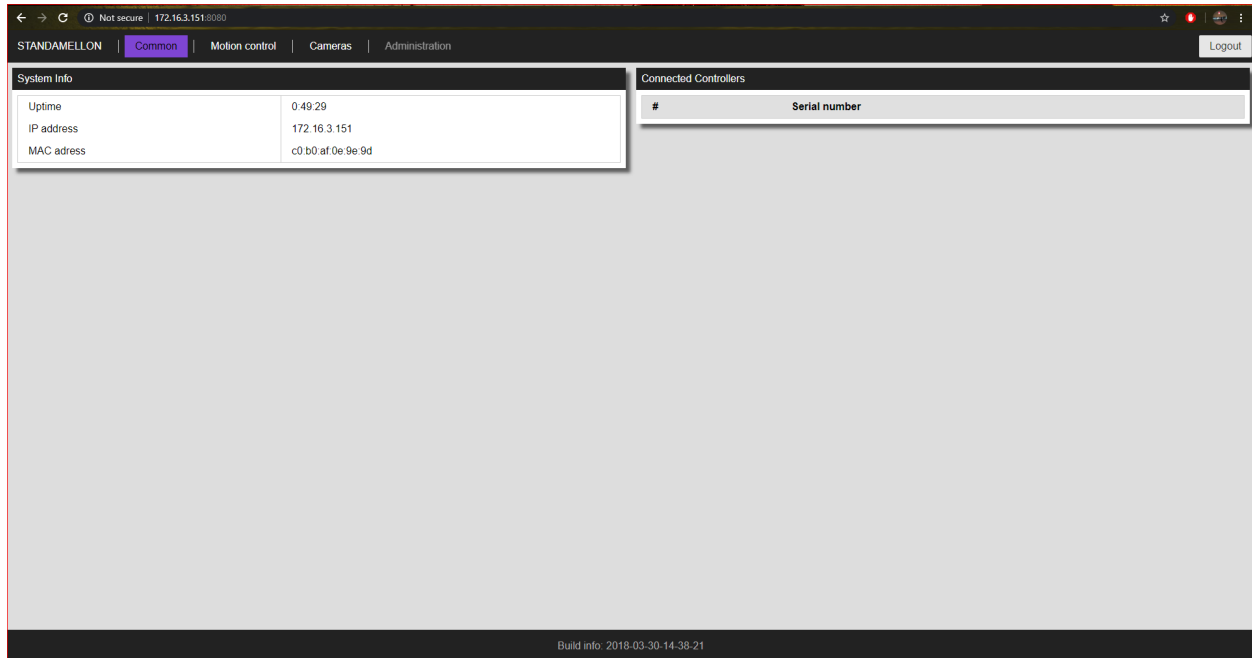 Not secure | 172.16.3.151:8080
STANDAMELLON | Common | Motion control | Cameras | Administration Logout
System Info
Uptime 0:49:29
IP address 172.16.3.151
MAC adress c0:b0:af:0e:9e:9d
Connected Controllers
# Serial number
Build info: 2018-03-30-14-38-21